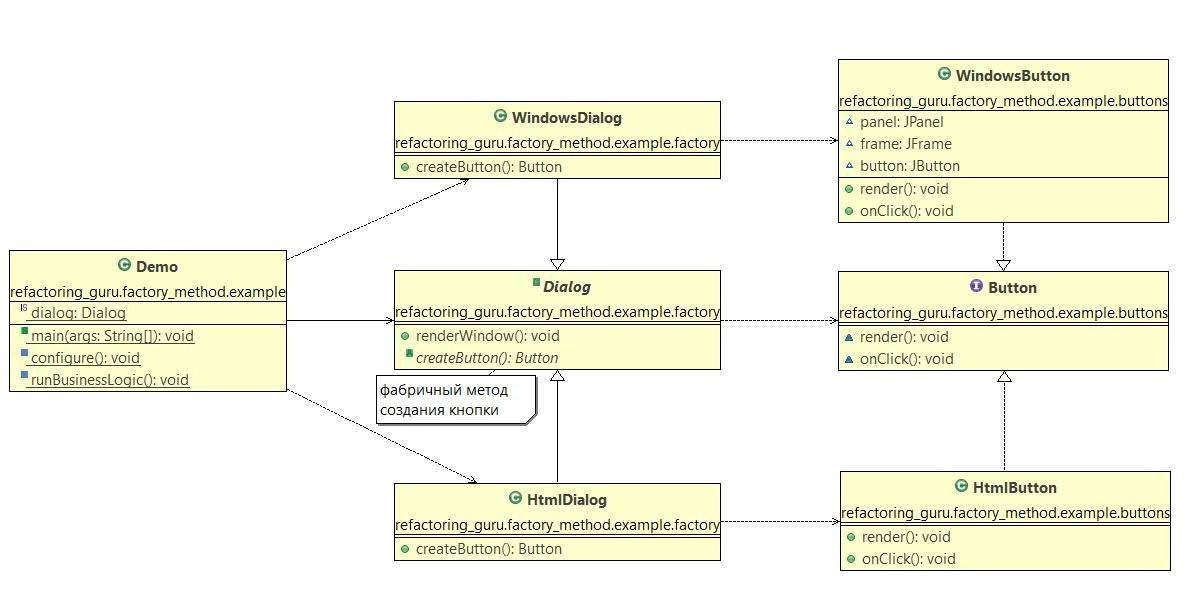 WindowsButton
refactoring_guru.factory_method.example.buttons
panel: JPanel
frame: JFrame
button: JButton
render(): void
onClick(): void
WindowsDialog
refactoring_guru.factory_method.example.factory
createButton(): Button
Demo
refactoring_guru.factory_method.example
dialog: Dialog
main(args: String[]): void
configure(): void
runBusinessLogic(): void
Dialog
refactoring_guru.factory_method.example.factory
renderWindow(): void
createButton(): Button
фабричный метод
создания кнопки
Button
refactoring_guru.factory_method.example.buttons
render(): void
onClick(): void
HtmlDialog
refactoring_guru.factory_method.example.factory
createButton(): Button
HtmlButton
refactoring_guru.factory_method.example.buttons
render(): void
onClick(): void